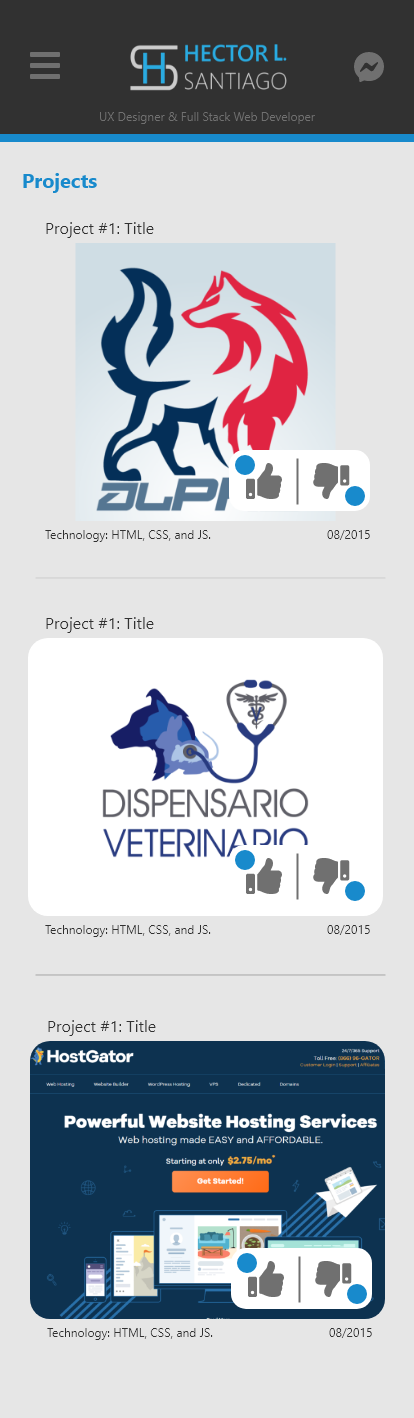 HECTOR L.
SANTIAGO
UX Designer & Full Stack Web Developer
Projects
Project #1: Title
Technology: HTML, CSS, and JS.
08/2015
Project #1: Title
DISPENSARIO
VETERINARIO
Technology: HTML, CSS, and JS.
08/2015
Project #1: Title
24/7/365 Support
HostGator
Toll Free: (866) 96-GATOR
Customer Login | Support | Affiliates
Web Hosting
Website Builder
WordPress Hosting
VPS
Dedicated
Domains
Powerful Website Hosting Services
Web hosting made EASY and AFFORDABLE.
Starting at only $2.75/mo*
Get Started!
Technology: HTML, CSS, and JS.
08/2015